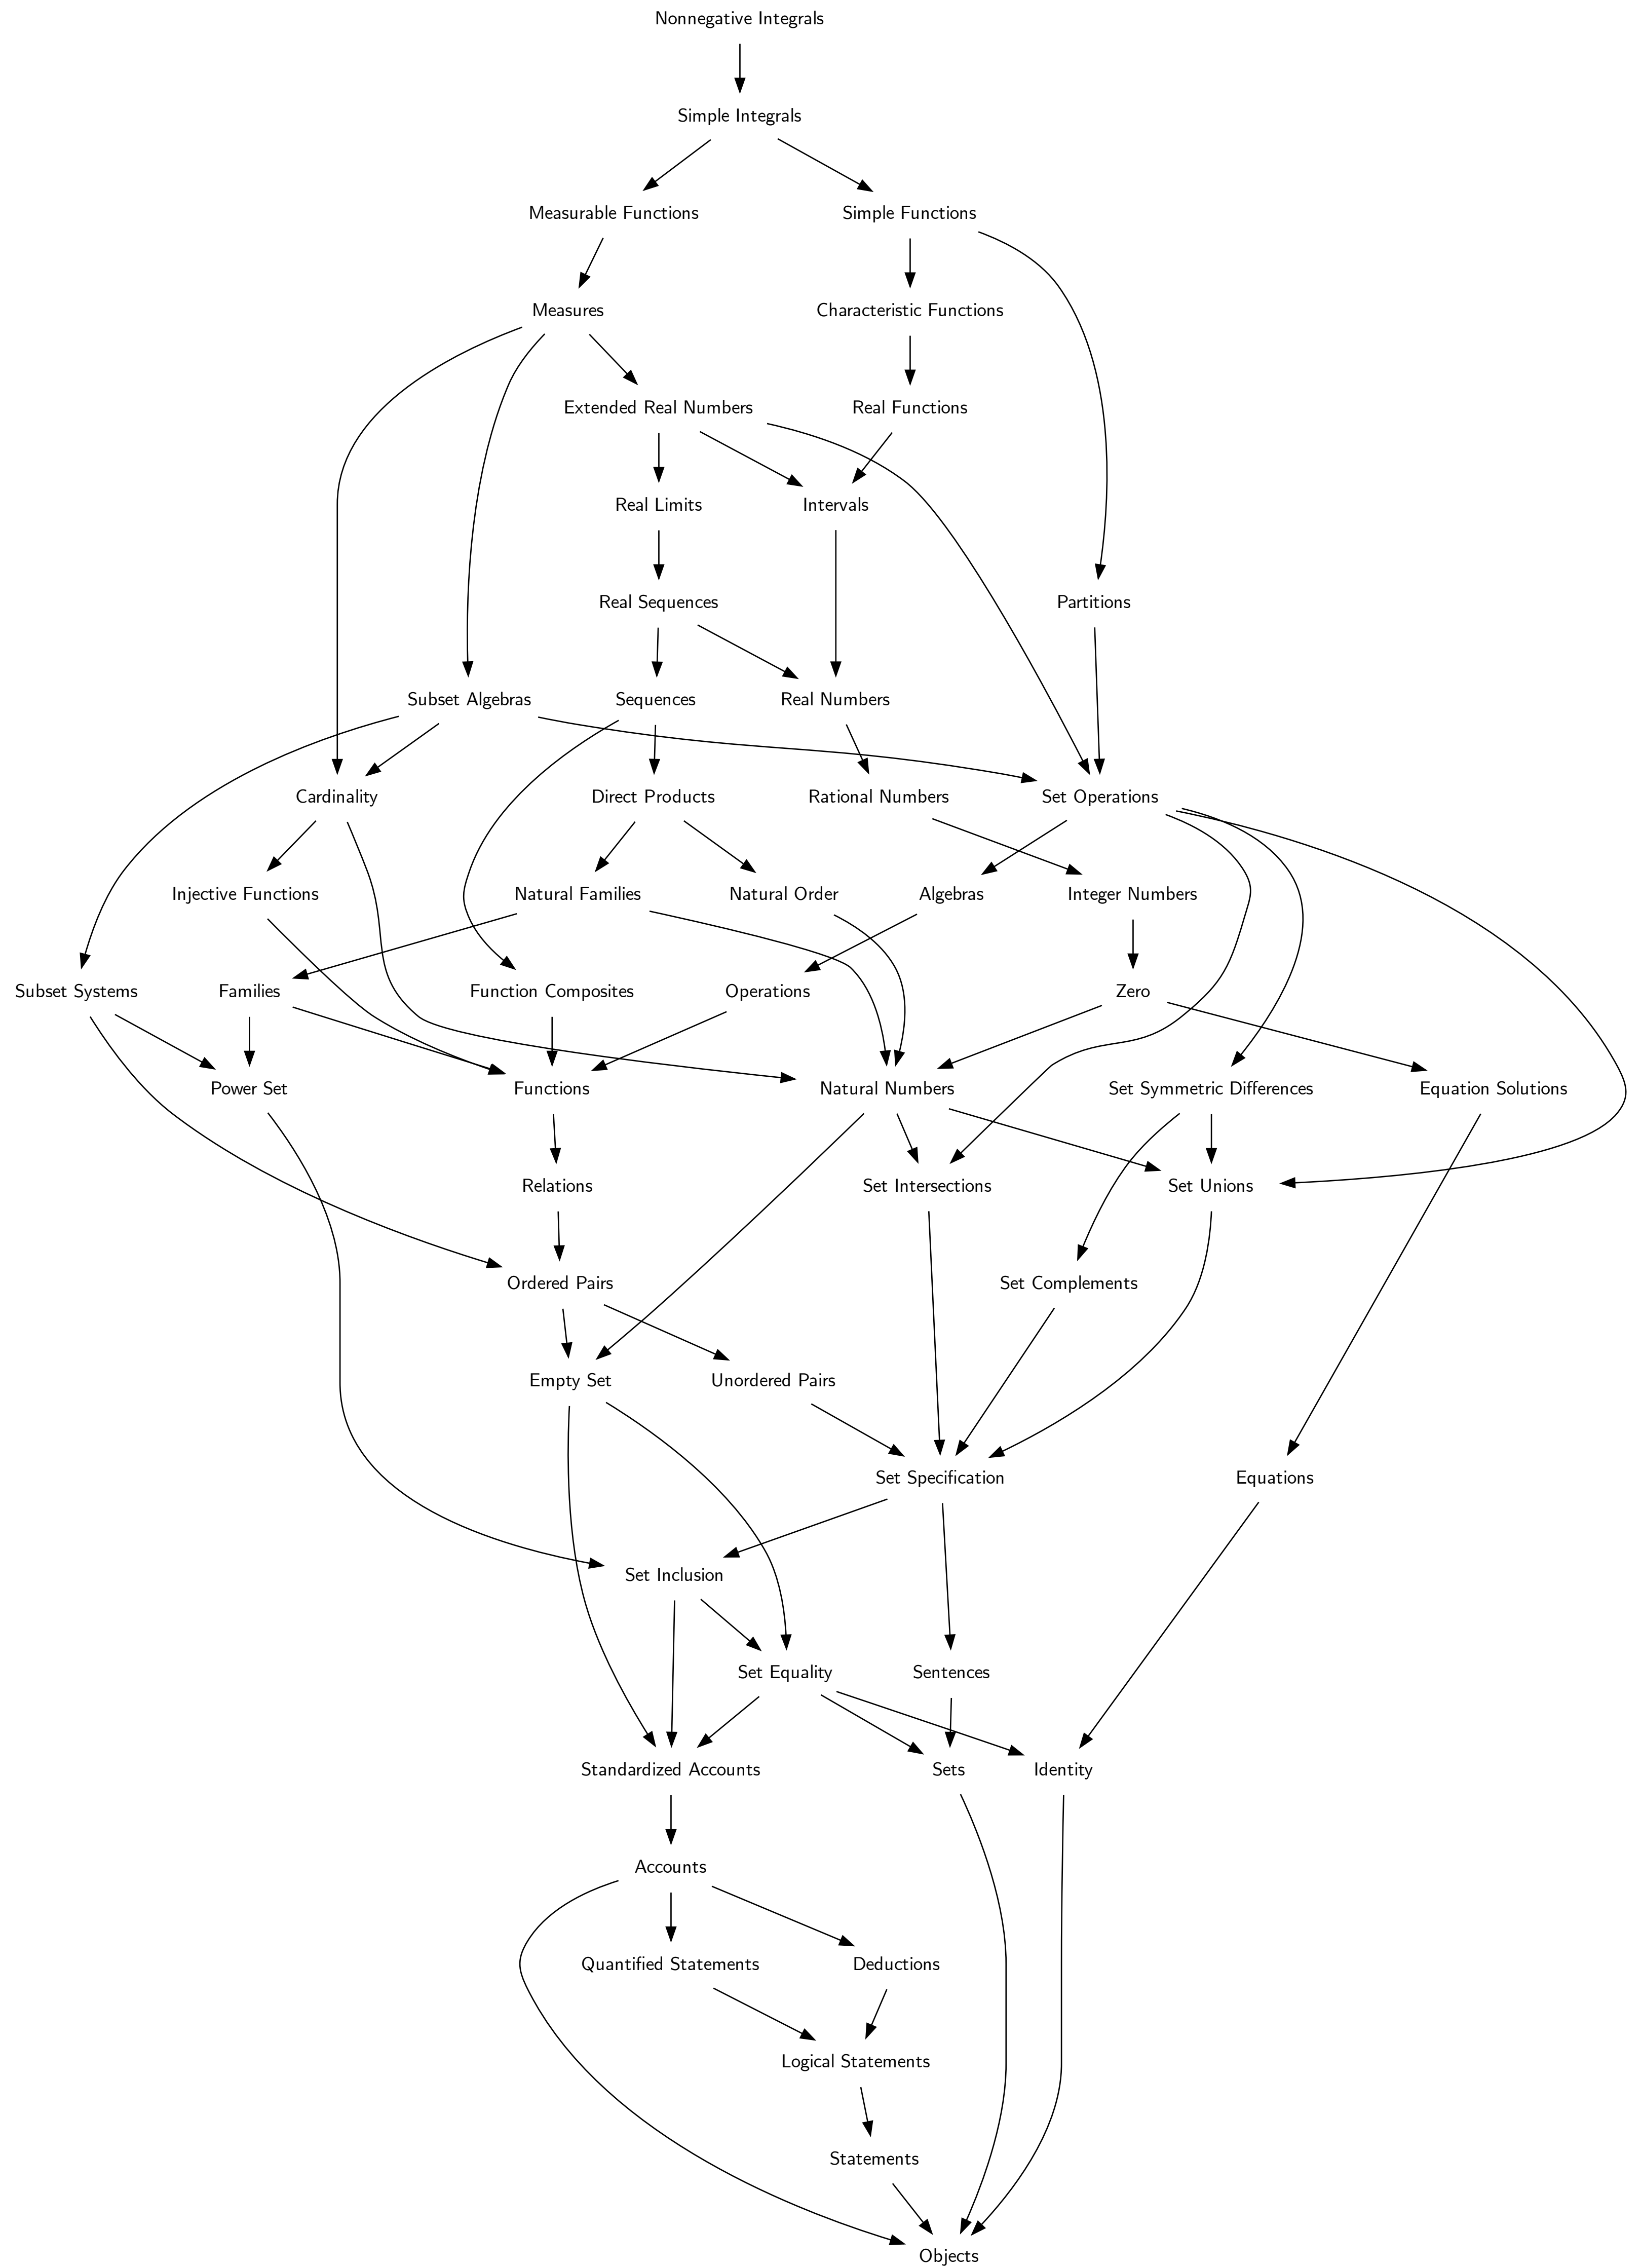 Nonnegative Integrals
Simple Integrals
Measurable Functions
Simple Functions
Measures
Characteristic Functions
Extended Real Numbers
Real Functions
Real Limits
Intervals
Real Sequences
Partitions
Subset Algebras
Sequences
Real Numbers
Cardinality
Direct Products
Rational Numbers
Set Operations
Injective Functions
Natural Families
Natural Order
Algebras
Integer Numbers
Subset Systems
Families
Function Composites
Operations
Zero
Power Set
Functions
Natural Numbers
Set Symmetric Differences
Equation Solutions
Relations
Set Intersections
Set Unions
Ordered Pairs
Set Complements
Empty Set
Unordered Pairs
Set Specification
Equations
Set Inclusion
Set Equality
Sentences
Standardized Accounts
Sets
Identity
Accounts
Quantified Statements
Deductions
Logical Statements
Statements
Objects